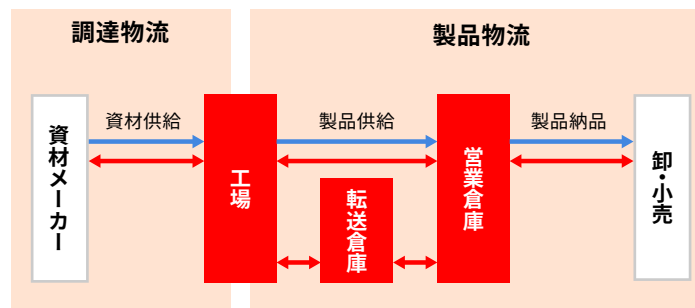 調達物流
製品物流
資材メーカー
資材供給
工場
製品供給
転送倉庫
営業倉庫
製品納品
卸・小売